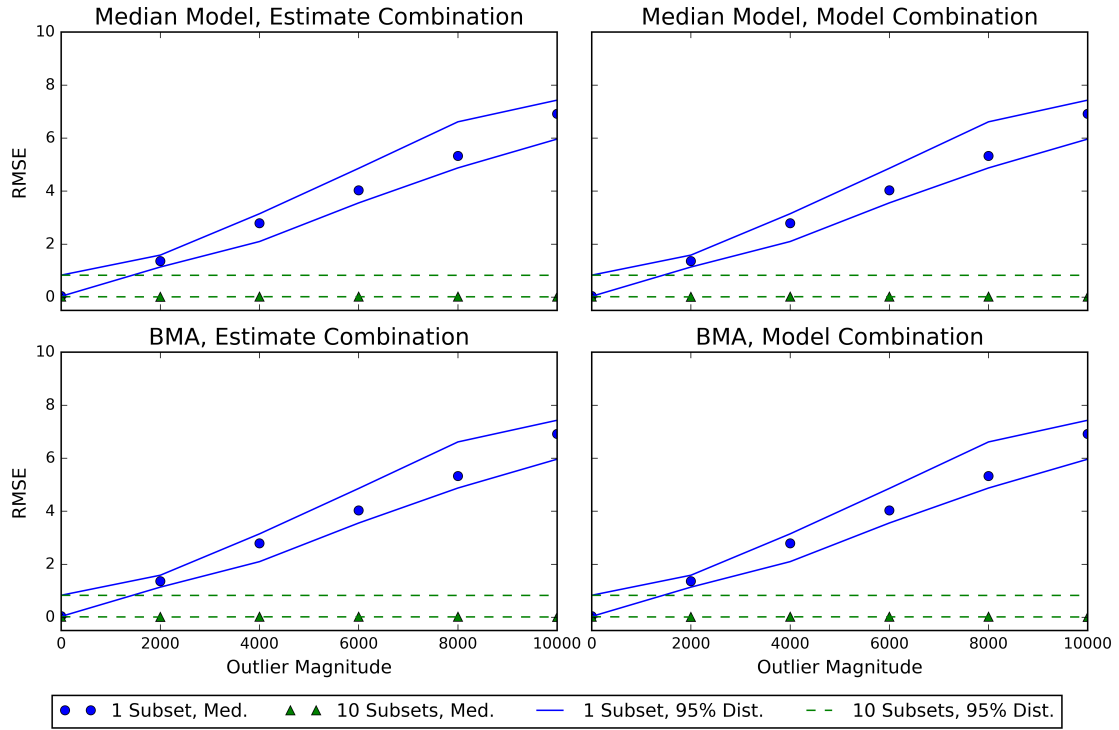 Median Model, Estimate Combination
Median Model, Model Combination
10
8
6
4
2
0
RMSE
BMA, Estimate Combination
BMA, Model Combination
10
8
6
4
2
0
RMSE
0 2000 4000 6000 8000 10000
0 2000 4000 6000 8000 10000
Outlier Magnitude
Outlier Magnitude
1 Subset, Med.
10 Subsets, Med.
1 Subset, 95% Dist.
10 Subsets, 95% Dist.